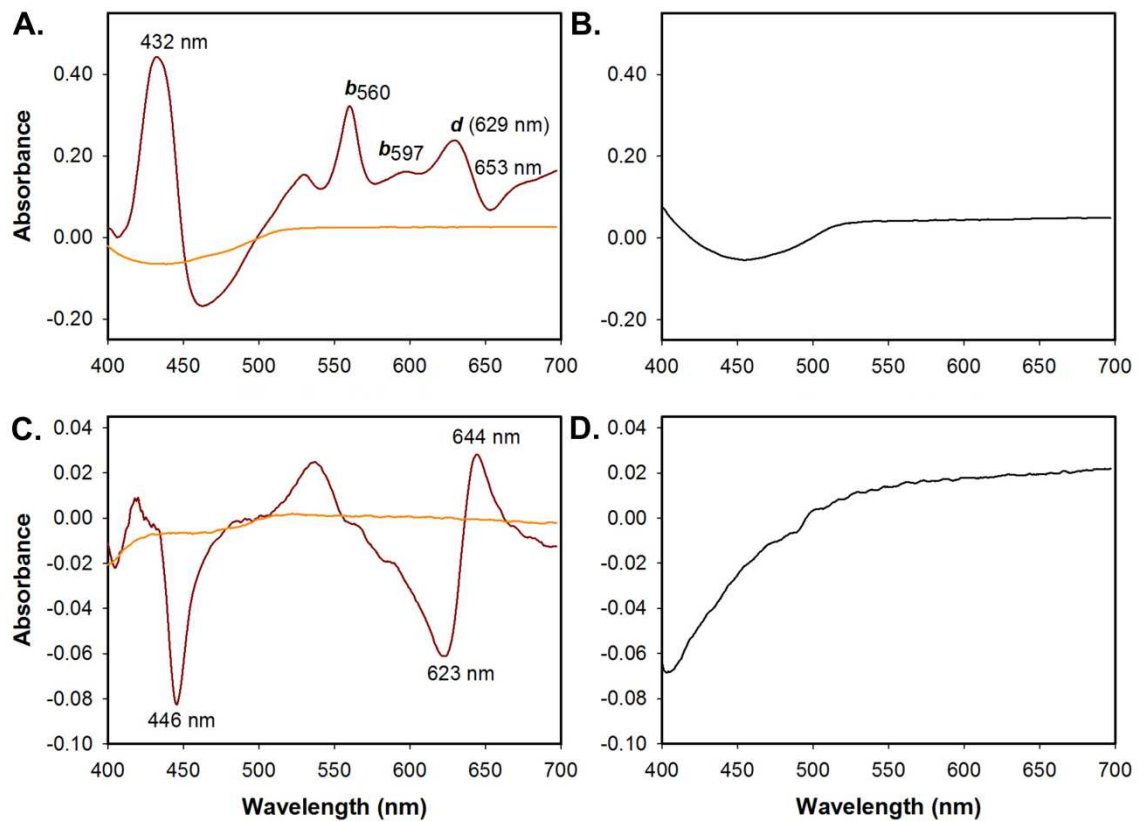 A.
432 nm
b560
b597
d (629 nm)
653 nm
Absorbance
0.40
0.20
0.00
-0.20
400 450 500 550 600 650 700
B.
Absorbance
0.40
0.20
0.00
-0.20
400 450 500 550 600 650 700
C.
644 nm
446 nm
623 nm
Absorbance
0.04
0.02
0.00
-0.02
-0.04
-0.06
-0.08
-0.10
400 450 500 550 600 650 700
Wavelength (nm)
D.
Absorbance
0.04
0.02
0.00
-0.02
-0.04
-0.06
-0.08
-0.10
400 450 500 550 600 650 700
Wavelength (nm)